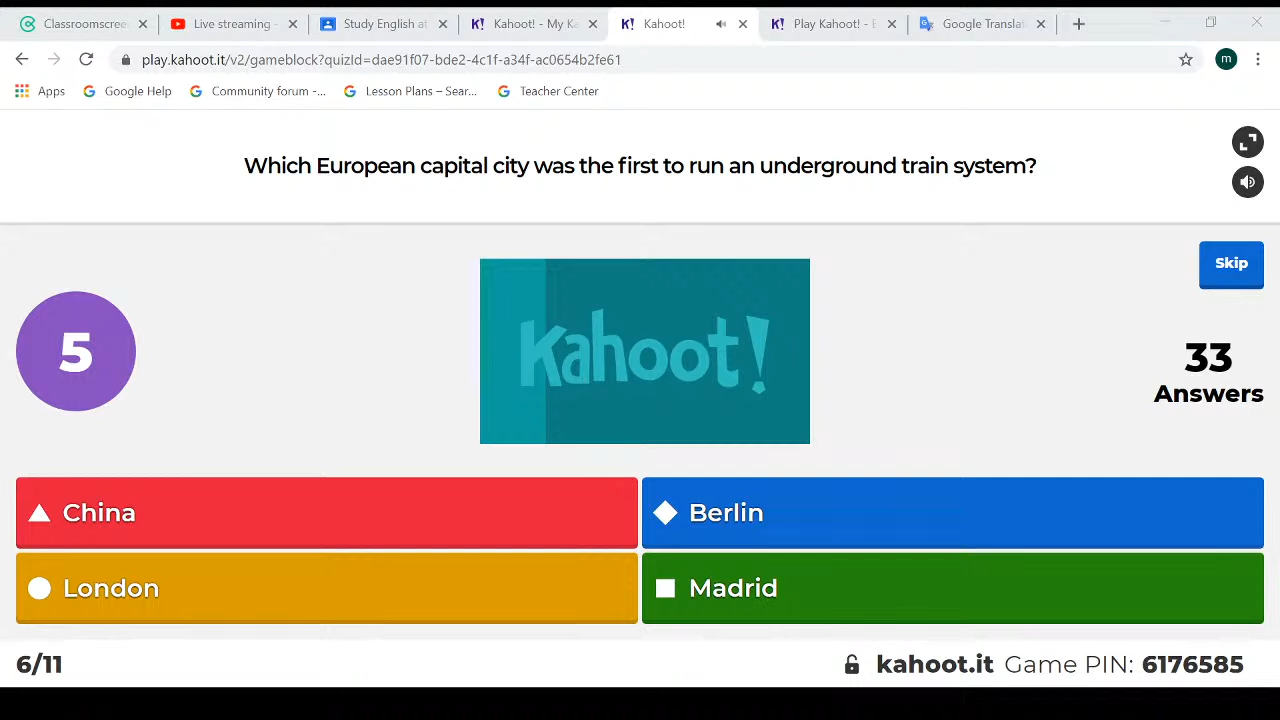 Classroomscree
Live streaming -
Study English at
Kahoot! - My Ka
Kahoot!
Play Kahoot! -
Google Translat
play.kahoot.it/v2/gameblock?quizId=dae91f07-bde2-4c1f-a34f-ac0654b2fe61
m
Apps
Google Help
Community forum -...
Lesson Plans – Sear...
Teacher Center
Which European capital city was the first to run an underground train system?
Skip
5
Kahoot!
33
Answers
China
Berlin
London
Madrid
6/11
kahoot.it Game PIN: 6176585